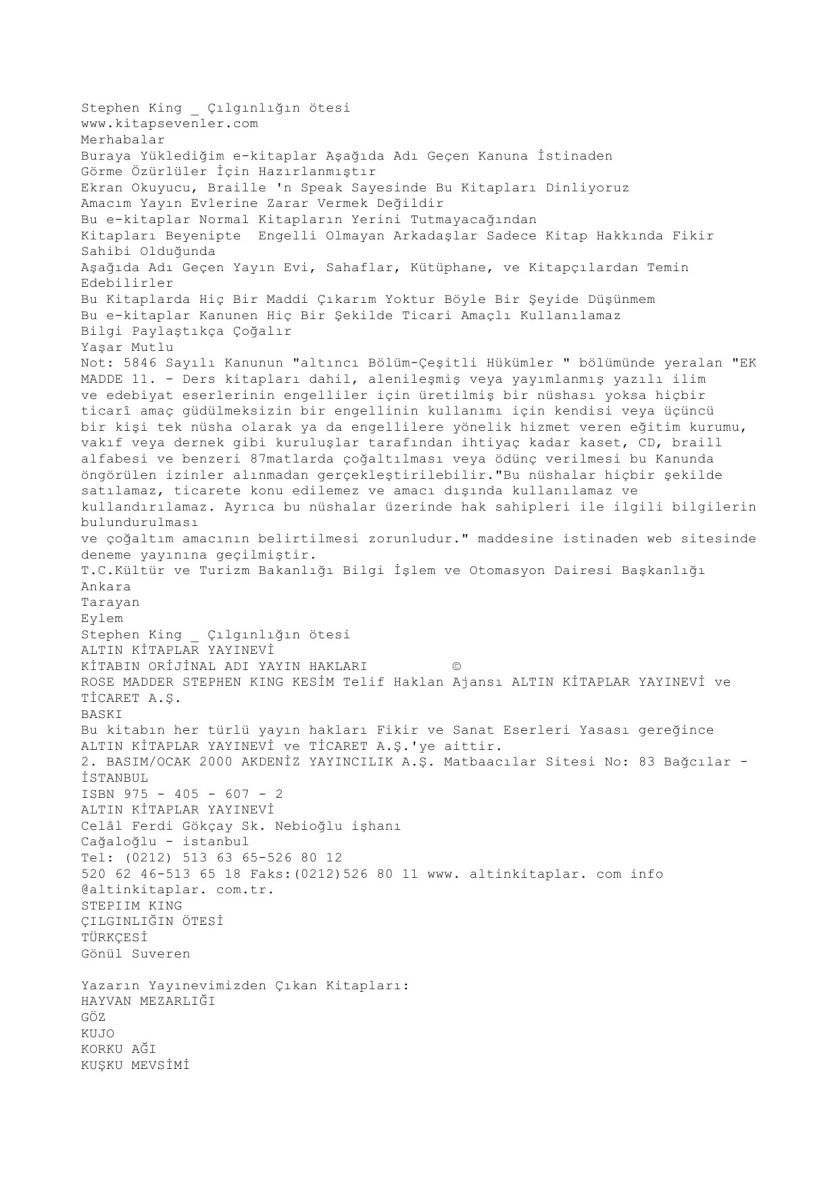 Stephen King _ Çılgınlığın ötesi
www.kitapsevenler.com
Merhabalar
Buraya Yüklediğim e-kitaplar Aşağıda Adı Geçen Kanuna İstinaden
Görme Özürlüler İçin Hazırlanmıştır
Ekran Okuyucu, Braille 'n Speak Sayesinde Bu Kitapları Dinliyoruz
Amacım Yayın Evlerine Zarar Vermek Değildir
Bu e-kitaplar Normal Kitapların Yerini Tutmayacağından
Kitapları Beyenipte  Engelli Olmayan Arkadaşlar Sadece Kitap Hakkında Fikir
Sahibi Olduğunda
Aşağıda Adı Geçen Yayın Evi, Sahaflar, Kütüphane, ve Kitapçılardan Temin
Edebilirler
Bu Kitaplarda Hiç Bir Maddi Çıkarım Yoktur Böyle Bir Şeyide Düşünmem
Bu e-kitaplar Kanunen Hiç Bir Şekilde Ticari Amaçlı Kullanılamaz
Bilgi Paylaştıkça Çoğalır
Yaşar Mutlu
Not: 5846 Sayılı Kanunun "altıncı Bölüm-Çeşitli Hükümler " bölümünde yeralan "EK
MADDE 11. - Ders kitapları dahil, alenileşmiş veya yayımlanmış yazılı ilim
ve edebiyat eserlerinin engelliler için üretilmiş bir nüshası yoksa hiçbir
ticarî amaç güdülmeksizin bir engellinin kullanımı için kendisi veya üçüncü
bir kişi tek nüsha olarak ya da engellilere yönelik hizmet veren eğitim kurumu,
vakıf veya dernek gibi kuruluşlar tarafından ihtiyaç kadar kaset, CD, braill
alfabesi ve benzeri 87matlarda çoğaltılması veya ödünç verilmesi bu Kanunda
öngörülen izinler alınmadan gerçekleştirilebilir."Bu nüshalar hiçbir şekilde
satılamaz, ticarete konu edilemez ve amacı dışında kullanılamaz ve
kullandırılamaz. Ayrıca bu nüshalar üzerinde hak sahipleri ile ilgili bilgilerin
bulundurulması
ve çoğaltım amacının belirtilmesi zorunludur." maddesine istinaden web sitesinde
deneme yayınına geçilmiştir.
T.C.Kültür ve Turizm Bakanlığı Bilgi İşlem ve Otomasyon Dairesi Başkanlığı
Ankara
Tarayan
Eylem
Stephen King _ Çılgınlığın ötesi
ALTIN KİTAPLAR YAYINEVİ
KİTABIN ORİJİNAL ADI YAYIN HAKLARI          ©
ROSE MADDER STEPHEN KING KESİM Telif Haklan Ajansı ALTIN KİTAPLAR YAYINEVİ ve
TİCARET A.Ş.
BASKI
Bu kitabın her türlü yayın hakları Fikir ve Sanat Eserleri Yasası gereğince
ALTIN KİTAPLAR YAYINEVİ ve TİCARET A.Ş.'ye aittir.
2. BASIM/OCAK 2000 AKDENİZ YAYINCILIK A.Ş. Matbaacılar Sitesi No: 83 Bağcılar -
İSTANBUL
ISBN 975 - 405 - 607 - 2
ALTIN KİTAPLAR YAYINEVİ
Celâl Ferdi Gökçay Sk. Nebioğlu işhanı
Cağaloğlu - istanbul
Tel: (0212) 513 63 65-526 80 12
520 62 46-513 65 18 Faks:(0212)526 80 11 www. altinkitaplar. com info
@altinkitaplar. com.tr.
STEPIIM KING
ÇILGINLIĞIN ÖTESİ
TÜRKÇESİ
Gönül Suveren
Yazarın Yayınevimizden Çıkan Kitapları:
HAYVAN MEZARLIĞI
GÖZ
KUJO
KORKU AĞI
KUŞKU MEVSİMİ